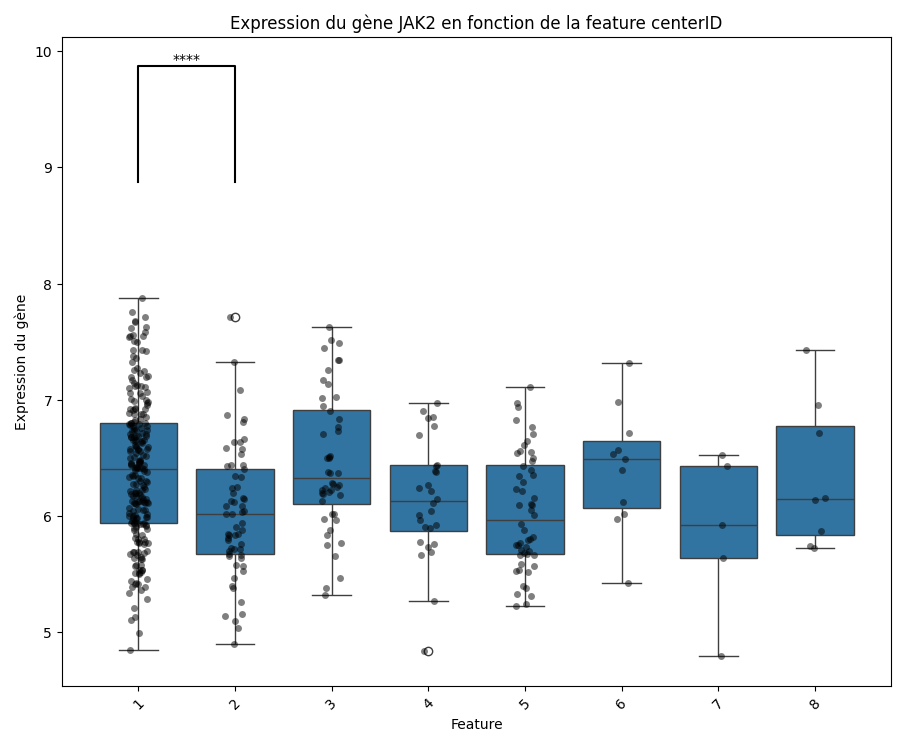 Expression du gène JAK2 en fonction de la feature centerID
****
10
9
8
7
6
5
Expression du gène
1 2 3 4 5 6 7 8
Feature